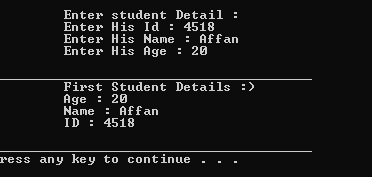 Enter student Detail :
Enter His Id : 4518
Enter His Name : Affan
Enter His Age : 20
First Student Details :)
Age : 20
Name : Affan
ID : 4518
ress any key to continue . . .